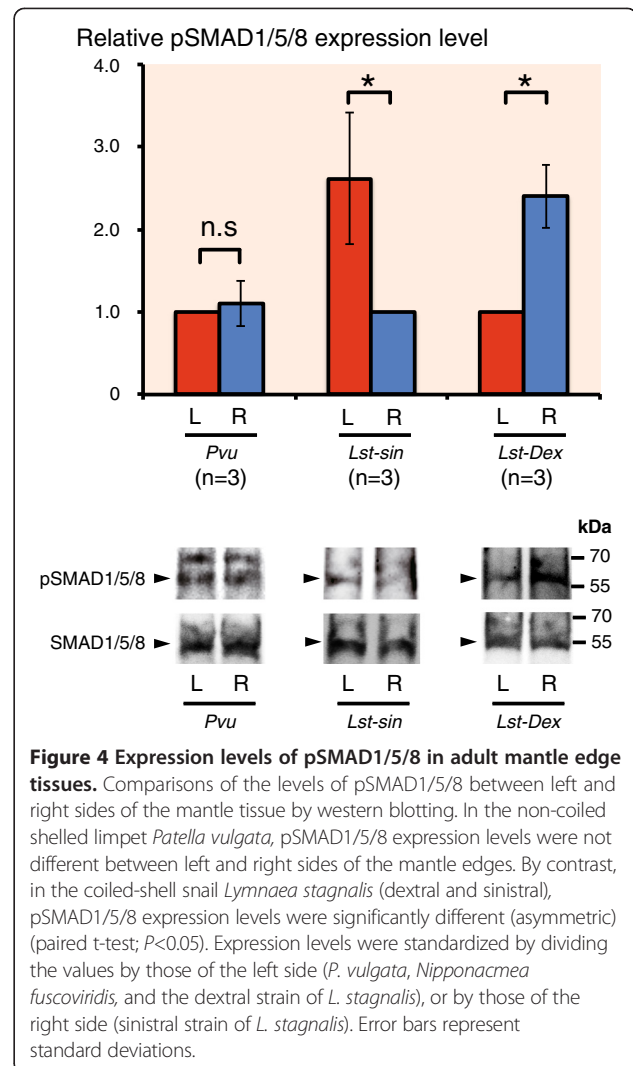 Relative pSMAD1/5/8 expression level
4.0
3.0
2.0
1.0
0
n.s
*
*
L R L R L R
Pvu Lst-sin Lst-Dex
(n=3) (n=3) (n=3)
kDa
pSMAD1/5/8
70
55
SMAD1/5/8
70
55
L R L R L R
Pvu Lst-sin Lst-Dex
Figure 4 Expression levels of pSMAD1/5/8 in adult mantle edge
tissues. Comparisons of the levels of pSMAD1/5/8 between left and
right sides of the mantle tissue by western blotting. In the non-coiled
shelled limpet Patella vulgata, pSMAD1/5/8 expression levels were not
different between left and right sides of the mantle edges. By contrast,
in the coiled-shell snail Lymnaea stagnalis (dextral and sinistral),
pSMAD1/5/8 expression levels were significantly different (asymmetric)
(paired t-test; P<0.05). Expression levels were standardized by dividing
the values by those of the left side (P. vulgata, Nipponacmea
fuscoviridis, and the dextral strain of L. stagnalis), or by those of the
right side (sinistral strain of L. stagnalis). Error bars represent
standard deviations.